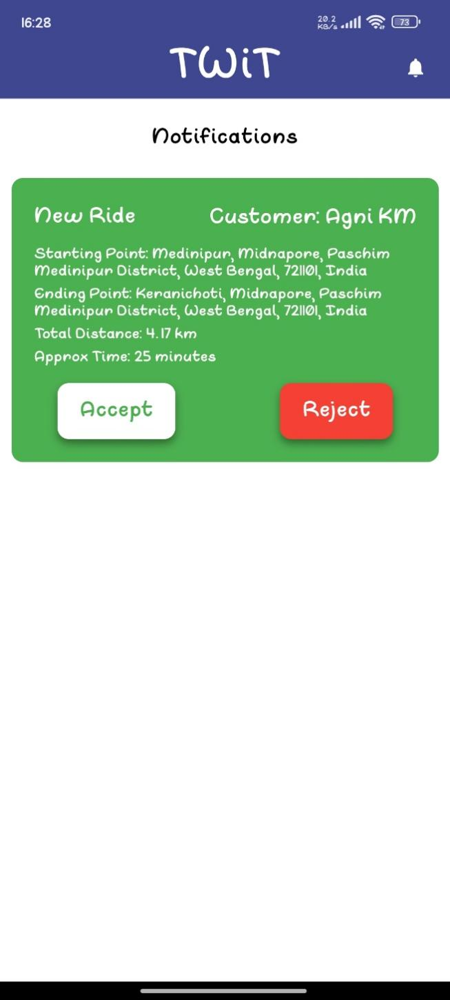 16:28
20.2
KB/s
73
TWiT
Notifications
New Ride
Customer: Agni KM
Starting Point: Medinipur, Midnapore, Paschim
Medinipur District, West Bengal, 721101, India
Ending Point: Keranichoti, Midnapore, Paschim
Medinipur District, West Bengal, 721101, India
Total Distance: 4.17 km
Approx Time: 25 minutes
Accept
Reject